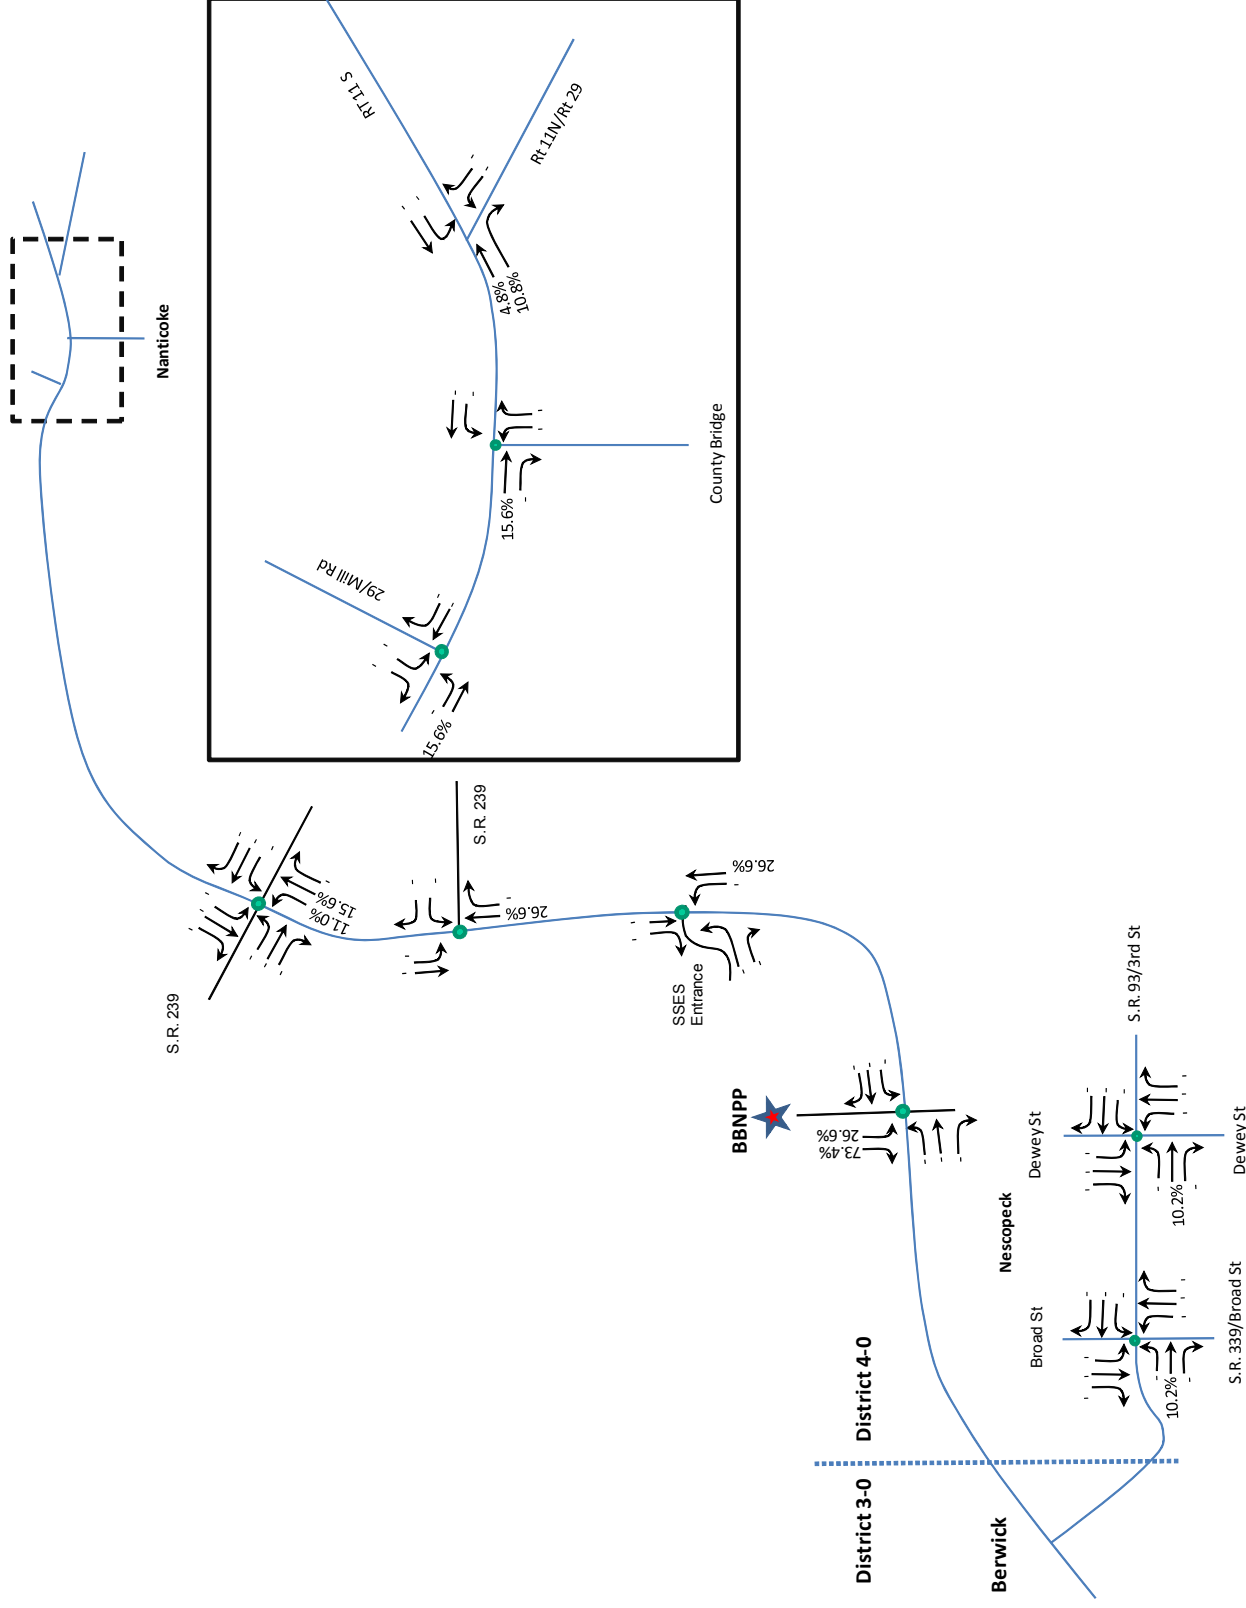 Nanticoke
RT 11 S
Rt 11N/Rt 29
4.8%
10.8%
15.6%
County Bridge
29/Mill Rd
15.6%
S.R. 239
15.6%
11.0%
S.R. 239
26.6%
26.6%
SSES
Entrance
BBNPP
26.6%
73.4%
S.R. 93/3rd St
Dewey St
10.2%
Dewey St
Nescopeck
Broad St
10.2%
S.R. 339/Broad St
District 4-0
District 3-0
Berwick